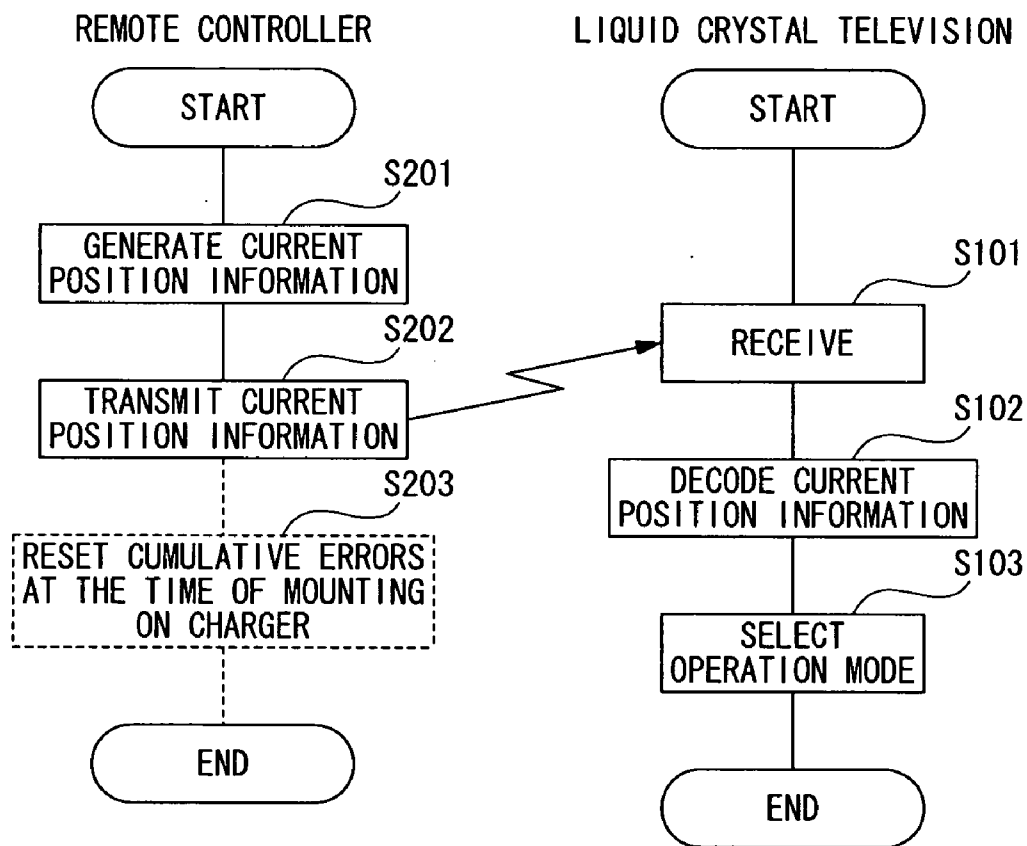 REMOTE CONTROLLER
START
S201
GENERATE CURRENT
POSITION INFORMATION
S202
TRANSMIT CURRENT
POSITION INFORMATION
S203
RESET CUMULATIVE ERRORS
AT THE TIME OF MOUNTING
ON CHARGER
END
LIQUID CRYSTAL TELEVISION
START
S101
RECEIVE
S102
DECODE CURRENT
POSITION INFORMATION
S103
SELECT
OPERATION MODE
END